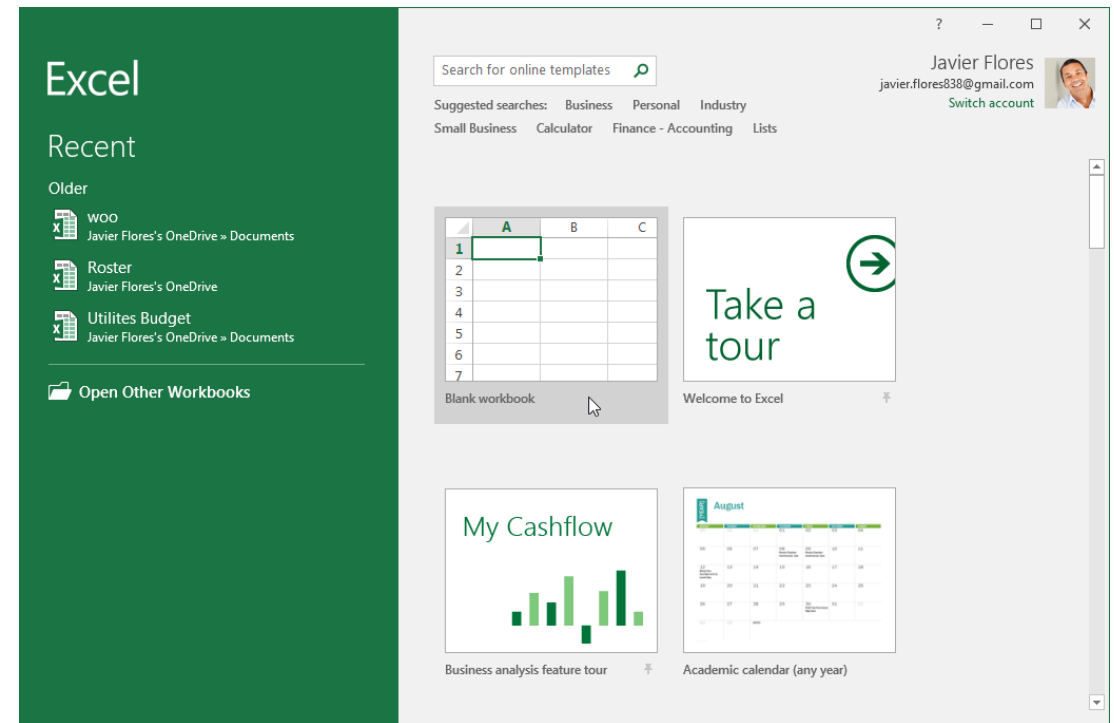 ?
Excel
Recent
Older
woo
Javier Flores's OneDrive » Documents
Roster
Javier Flores's OneDrive
Utilites Budget
Javier Flores's OneDrive » Documents
Open Other Workbooks
Search for online templates
Javier Flores
javier.flores838@gmail.com
Switch account
Suggested searches: Business Personal Industry
Small Business Calculator Finance - Accounting Lists
A B C
1
2
3
4
5
6
7
Blank workbook
Take a
tour
Welcome to Excel
My Cashflow
Business analysis feature tour
[YEAR]
August
Academic calendar (any year)